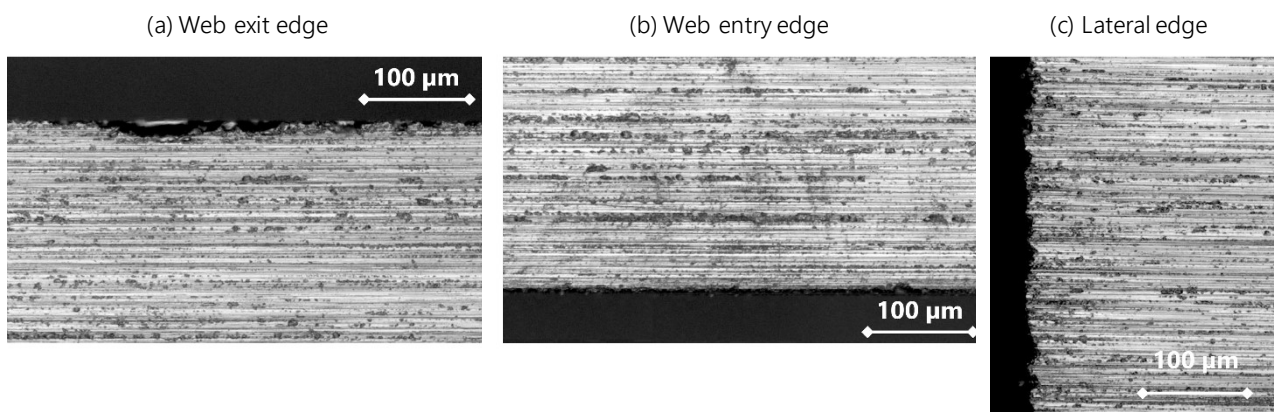 (a) Web exit edge
(b) Web entry edge
(c) Lateral edge
100 µm
100 µm
100 µm